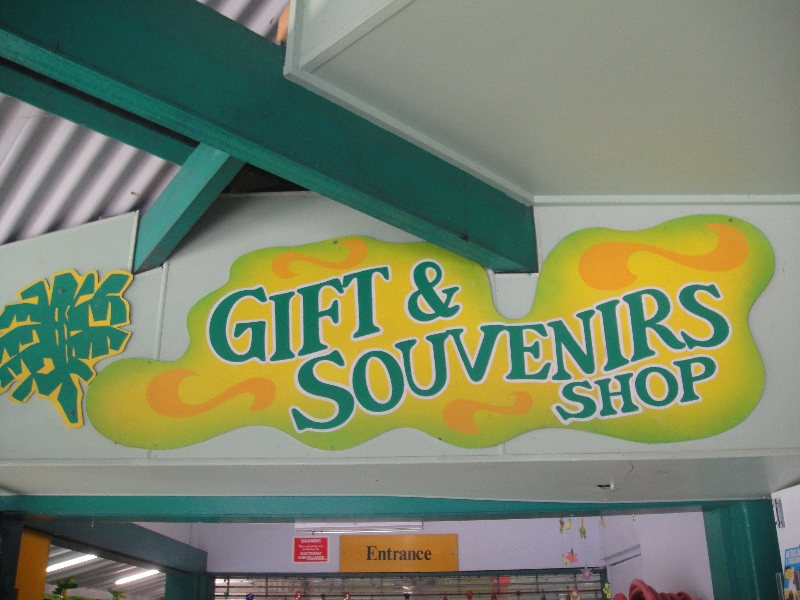 GIFT &
SOUVENIRS
SHOP
Entrance